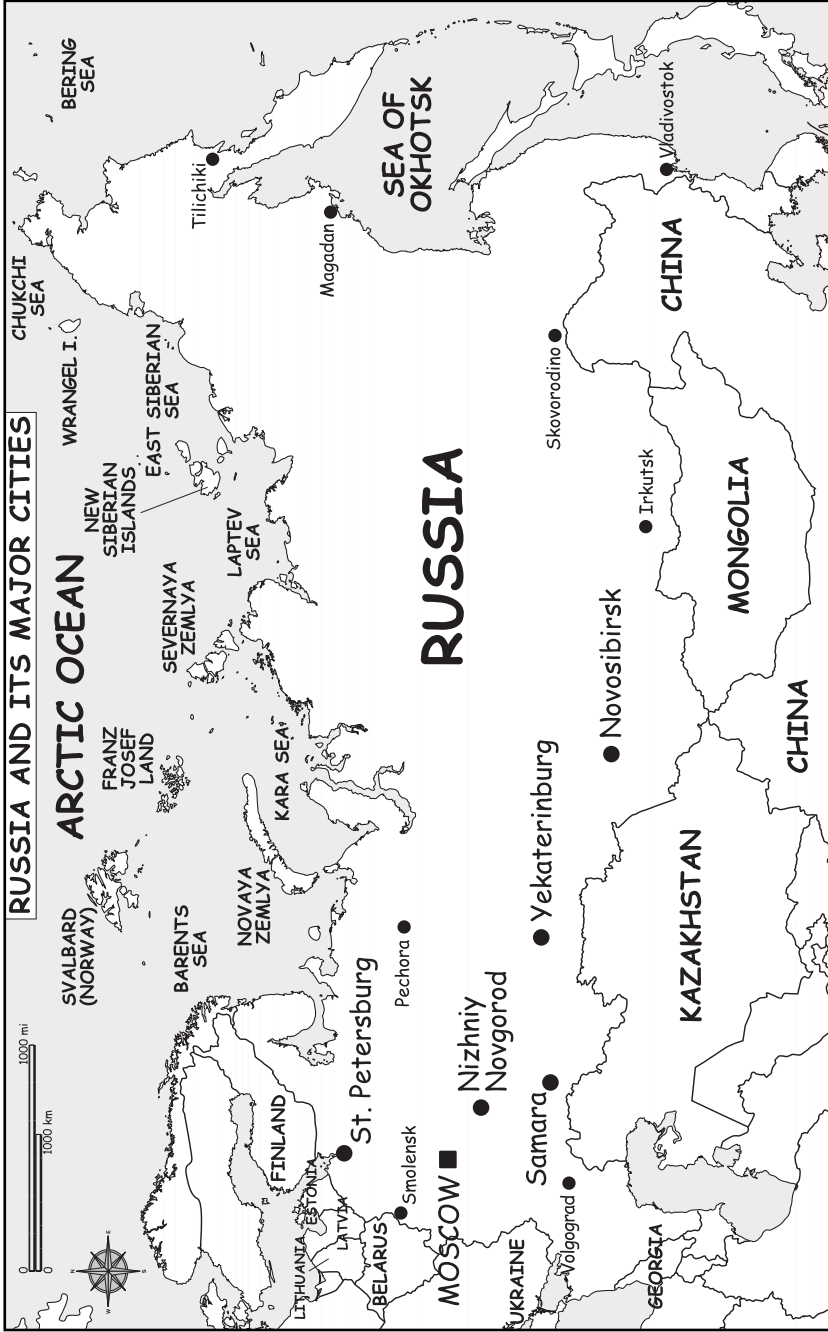 RUSSIA AND ITS MAJOR CITIES
0
1000 mi
0
1000 km
N
E
S
W
BERING
SEA
CHUKCHI
SEA
WRANGEL I.
EAST SIBERIAN
SEA
NEW
SIBERIAN
ISLANDS
LAPTEV
SEA
ARCTIC OCEAN
SEVERNAYA
ZEMLYA
FRANZ
JOSEF
LAND
KARA SEA
NOVAYA
ZEMLYA
SVALBARD
(NORWAY)
BARENTS
SEA
SEA OF
OKHOTSK
Tilichiki
Magadan
Vladivostok
CHINA
Skovorodino
RUSSIA
Irkutsk
MONGOLIA
Novosibirsk
CHINA
Yekaterinburg
KAZAKHSTAN
Pechora
St. Petersburg
Nizhniy
Novgorod
Samara
FINLAND
ESTONIA
LATVIA
LITHUANIA
Smolensk
BELARUS
MOSCOW
UKRAINE
Volgograd
GEORGIA